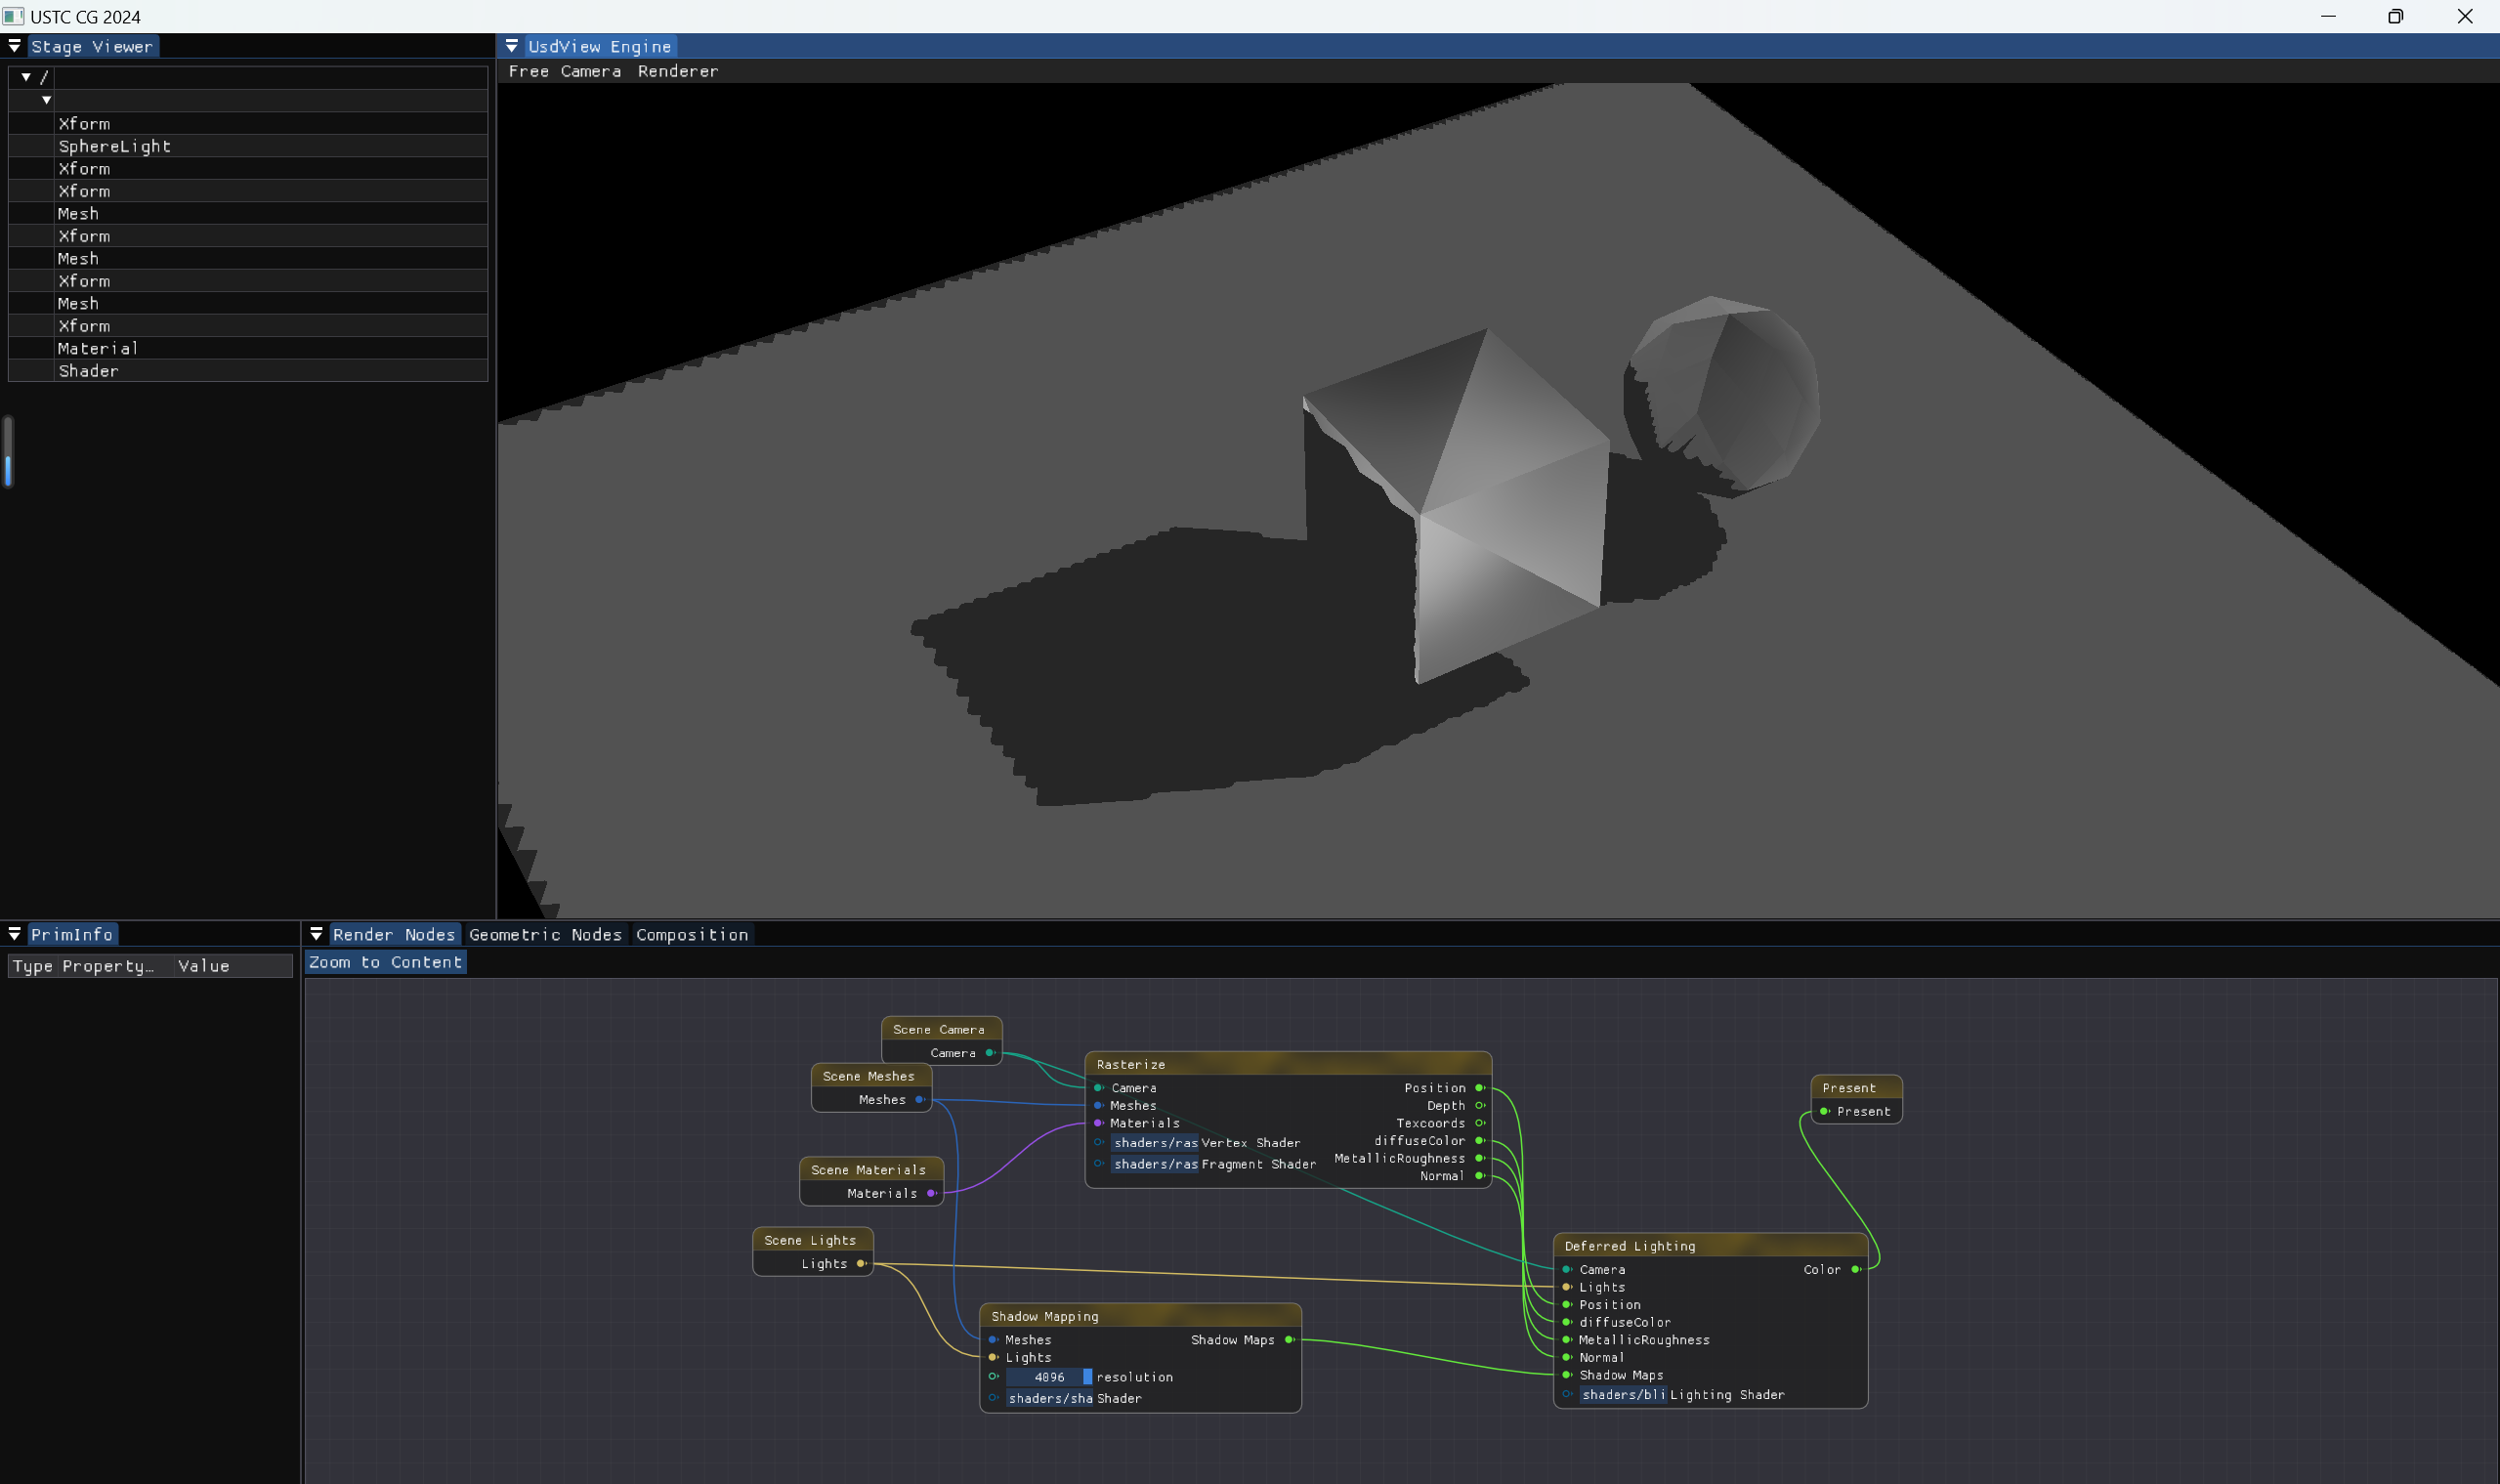 USTC CG 2024
Stage Viewer
/
Xform
SphereLight
Xform
Xform
Mesh
Xform
Mesh
Xform
Mesh
Xform
Material
Shader
UsdView Engine
Free Camera Renderer
PrimInfo
Type Property… Value
Render Nodes Geometric Nodes Composition
Zoom to Content
Scene Camera
Camera
Scene Meshes
Meshes
Scene Materials
Materials
Scene Lights
Lights
Rasterize
Camera Position
Meshes Depth
Materials Texcoords
shaders/ras Vertex Shader diffuseColor
shaders/ras Fragment Shader MetallicRoughness
Normal
Shadow Mapping
Meshes Shadow Maps
Lights
4096 resolution
shaders/sha Shader
Deferred Lighting
Camera Color
Lights
Position
diffuseColor
MetallicRoughness
Normal
Shadow Maps
shaders/bli Lighting Shader
Present
Present